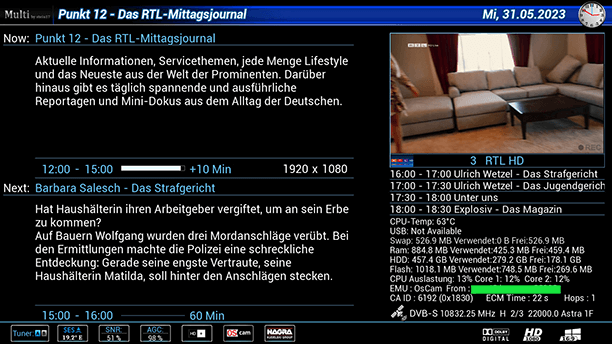 Multi by mela17 Punkt 12 - Das RTL-Mittagsjournal Mi, 31.05.2023
Now: Punkt 12 - Das RTL-Mittagsjournal
Aktuelle Informationen, Servicethemen, jede Menge Lifestyle
und das Neueste aus der Welt der Prominenten. Darüber
hinaus gibt es täglich spannende und ausführliche
Reportagen und Mini-Dokus aus dem Alltag der Deutschen.
12:00 - 15:00 +10 Min 1920 x 1080
Next: Barbara Salesch - Das Strafgericht
Hat Haushälterin ihren Arbeitgeber vergiftet, um an sein Erbe
zu kommen?
Auf Bauern Wolfgang wurden drei Mordanschläge verübt. Bei
den Ermittlungen machte die Polizei eine schreckliche
Entdeckung: Gerade seine engste Vertraute, seine
Haushälterin Matilda, soll hinter den Anschlägen stecken.
15:00 - 16:00 60 Min
REC
3 RTL HD
16:00 - 17:00 Ulrich Wetzel - Das Strafgericht
17:00 - 17:30 Ulrich Wetzel - Das Jugendgerich
17:30 - 18:00 Unter uns
18:00 - 18:30 Explosiv - Das Magazin
CPU-Temp: 63°C
USB: Not Available
Swap: 526.9 MB Verwendet:0 B Frei:526.9 MB
Ram: 884.8 MB Verwendet:425.3 MB Frei:459.4 MB
HDD: 457.4 GB Verwendet:279.2 GB Frei:178.1 GB
Flash: 1018.1 MB Verwendet:748.5 MB Frei:269.6 MB
CPU Auslastung: 13% Core 1: 12% Core 2: 12%
EMU : OsCam From :
CA ID : 6192 (0x1830) ECM Time : 22 s Hops : 1
DVB-S 10832.25 MHz H 2/3 22000.0 Astra 1F
Tuner: A B
SES 19.2° E
SNR: 51 %
AGC: 98 %
HD+
OScam
NAGRA
KUDELSKI GROUP
DOLBY DIGITAL
HD 1080
16:9